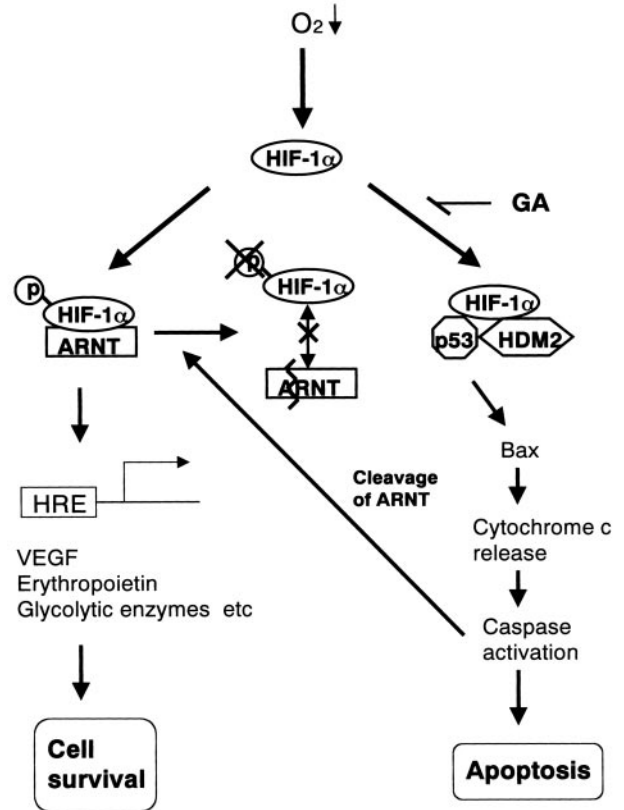 O2
HIF-1α
GA
p
HIF-1α
ARNT
p
HIF-1α
ARNT
HIF-1α
p53
HDM2
Bax
Cleavage
of ARNT
HRE
Cytochrome c
release
VEGF
Erythropoietin
Glycolytic enzymes etc
Caspase
activation
Cell
survival
Apoptosis